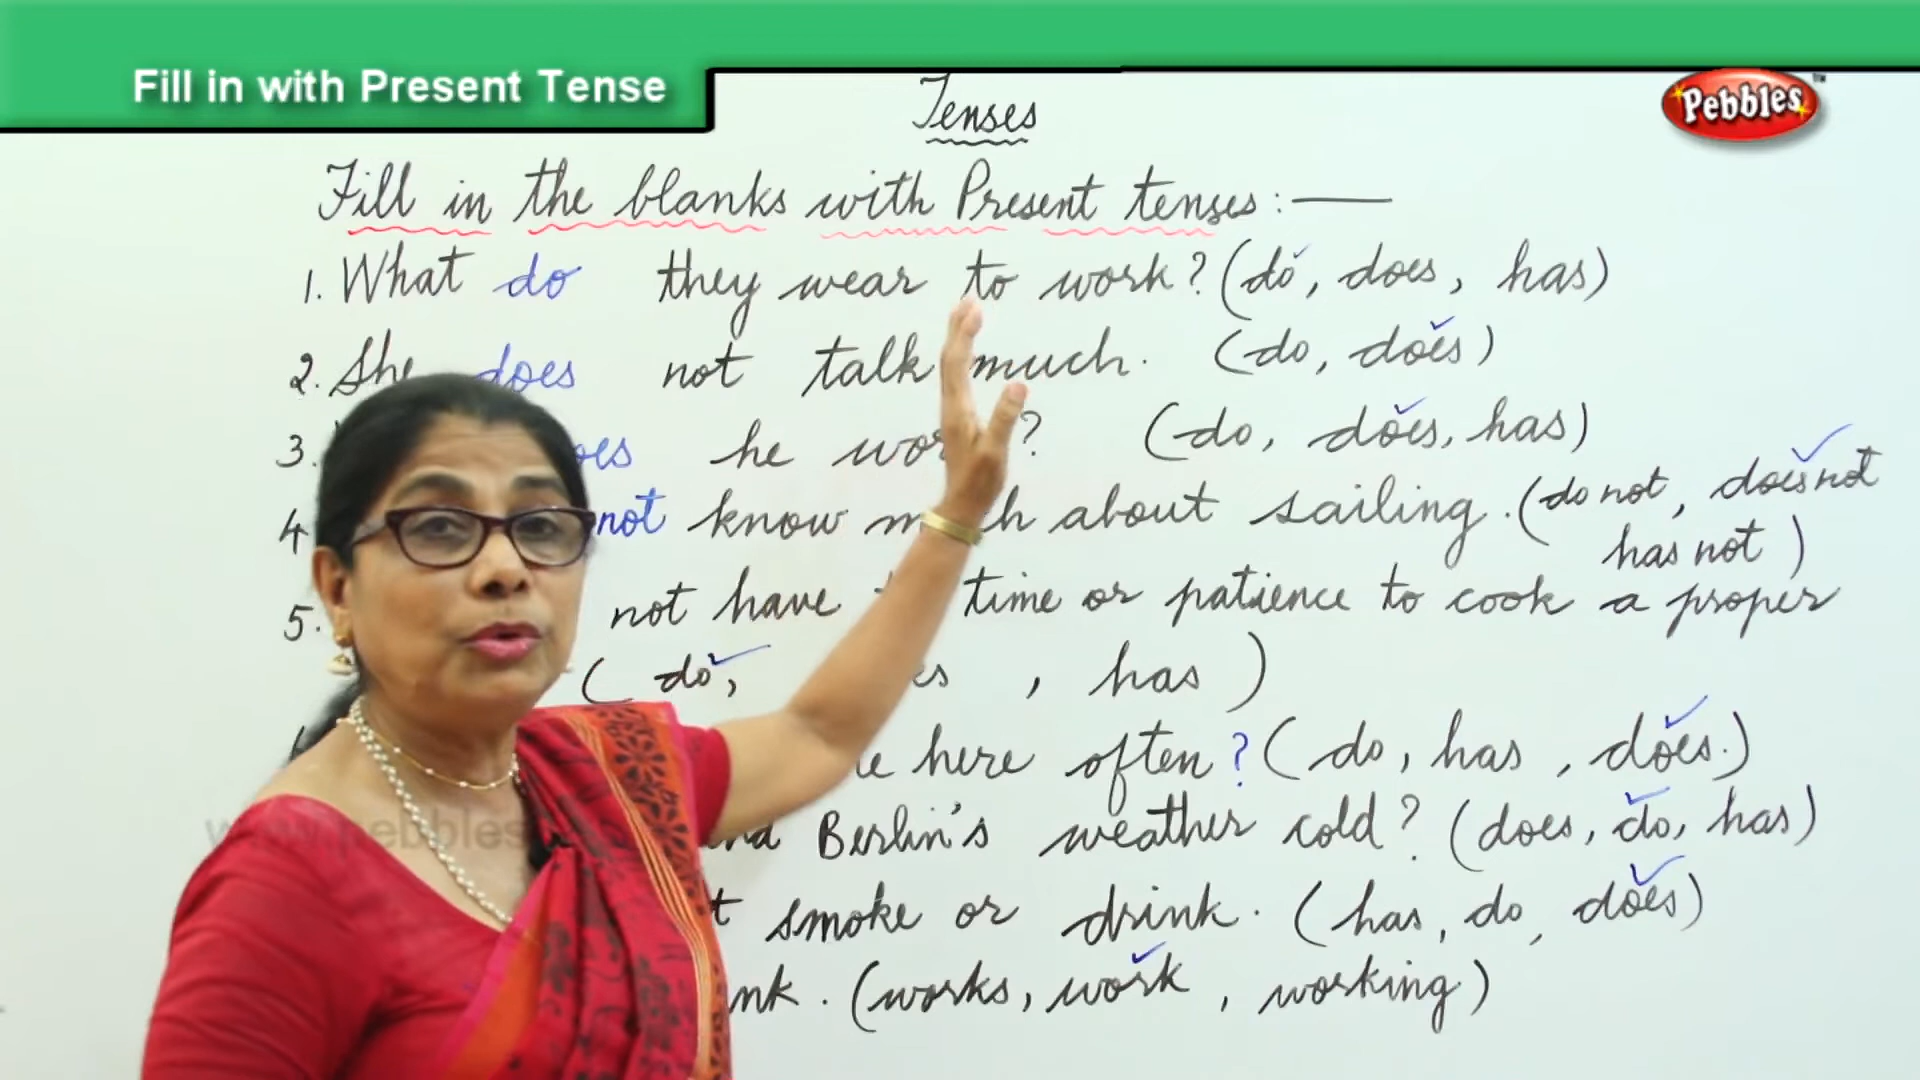 Fill in with Present Tense
Pebbles
Tenses
Fill in the blanks with Present tenses:—
1. What do they wear to work? (do, does, has)
2. She does not talk much. (do, does)
3. he ? (do, does, has)
4 not know about sailing. (do not, does not
has not)
5. not have time or patience to cook a proper
(do, , has)
here often? (do, has, does.)
Berlin's weather cold? (does, do, has)
smoke or drink. (has, do, does)
(works, work, working)